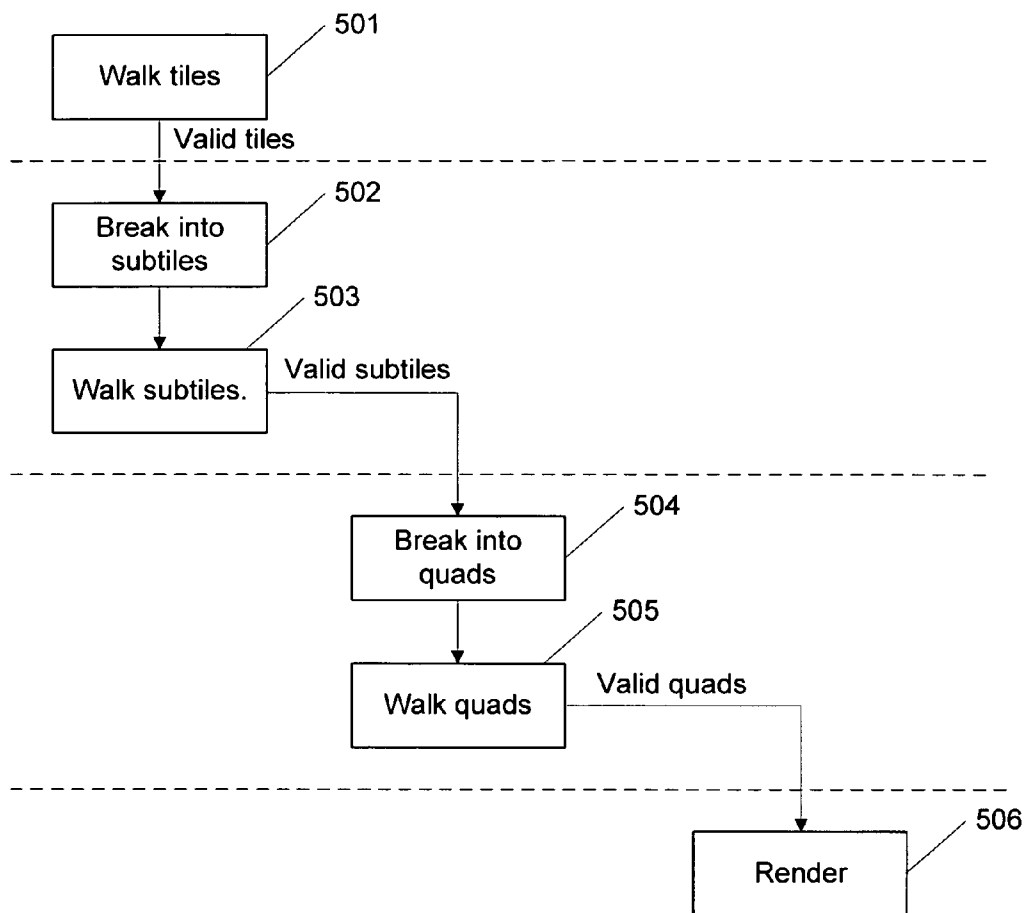 501
Walk tiles
Valid tiles
502
Break into
subtiles
503
Valid subtiles
Walk subtiles.
504
Break into
quads
505
Valid quads
Walk quads
506
Render